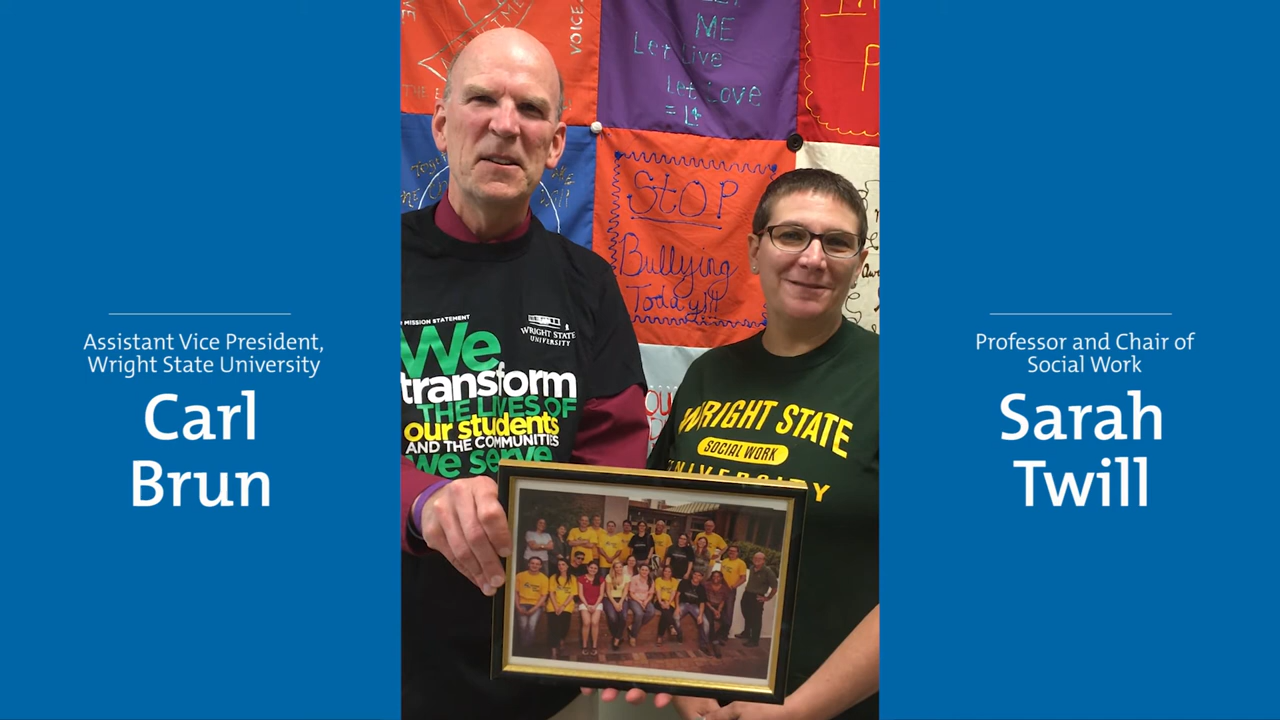 Assistant Vice President,
Wright State University
Carl
Brun
VOICE
ME
Let Live
Let Love
StOP
Bullying
Today!!!
MISSION STATEMENT
We
transform
THE LIVES OF
our students
AND THE COMMUNITIES
we serve
WRIGHT STATE
UNIVERSITY
WRIGHT STATE
SOCIAL WORK
UNIVERSITY
Professor and Chair of
Social Work
Sarah
Twill